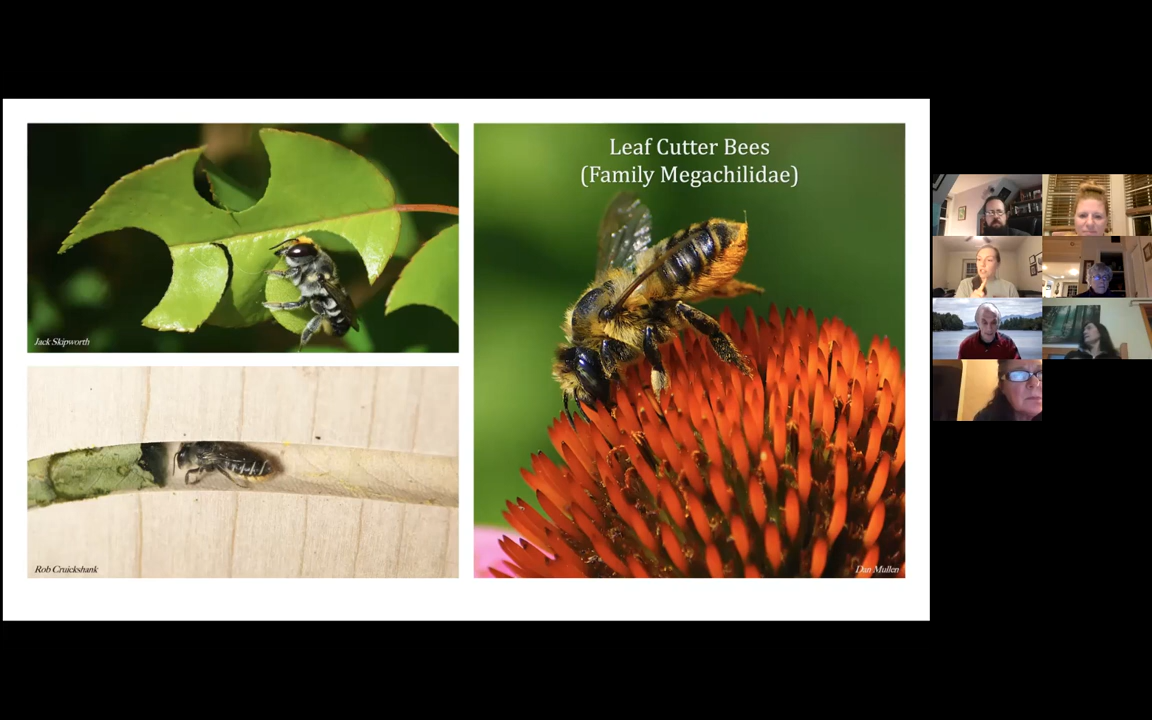 Leaf Cutter Bees
(Family Megachilidae)
Jack Skipworth
Rob Cruickshank
Dan Mullen